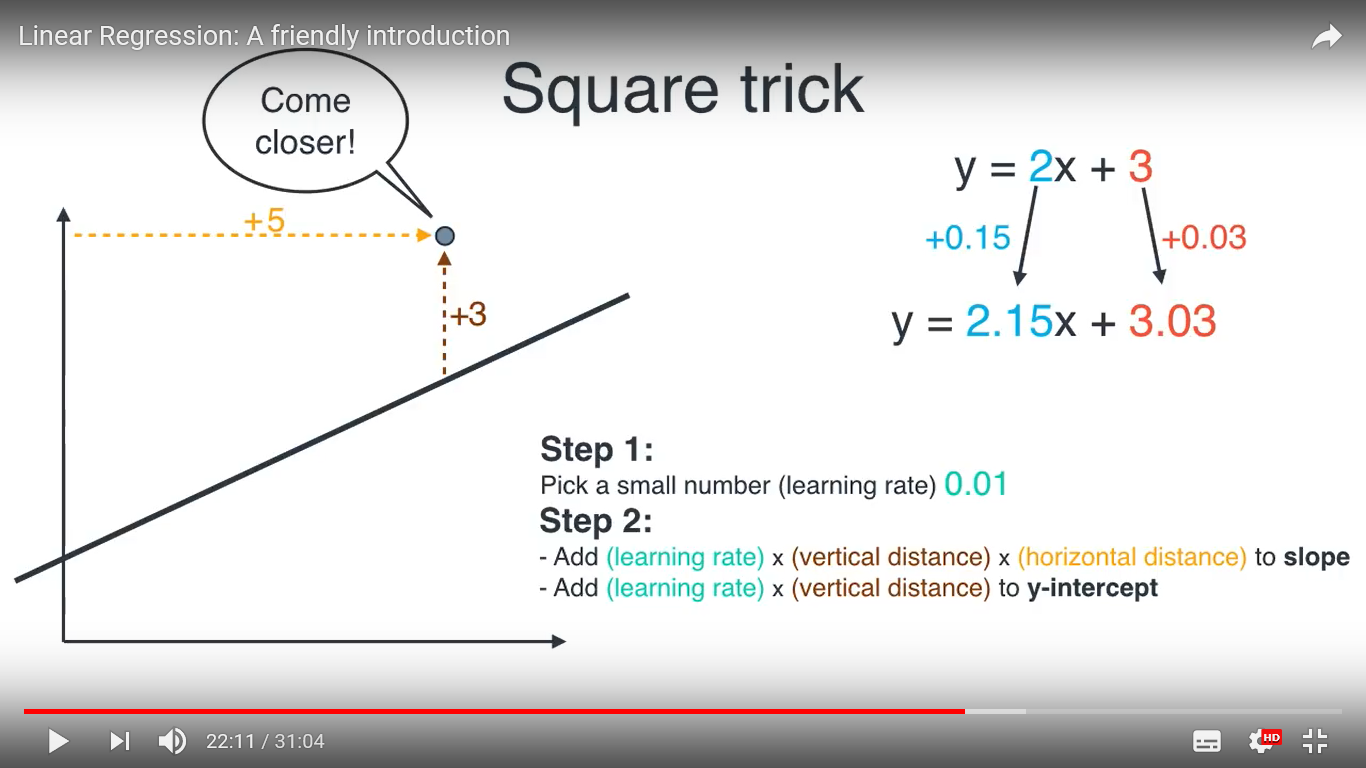 Linear Regression: A friendly introduction
Square trick
Come
closer!
y = 2x + 3
+5
+0.15
+0.03
+3
y = 2.15x + 3.03
Step 1:
Pick a small number (learning rate) 0.01
Step 2:
- Add (learning rate) x (vertical distance) x (horizontal distance) to slope
- Add (learning rate) x (vertical distance) to y-intercept
22:11 / 31:04
HD